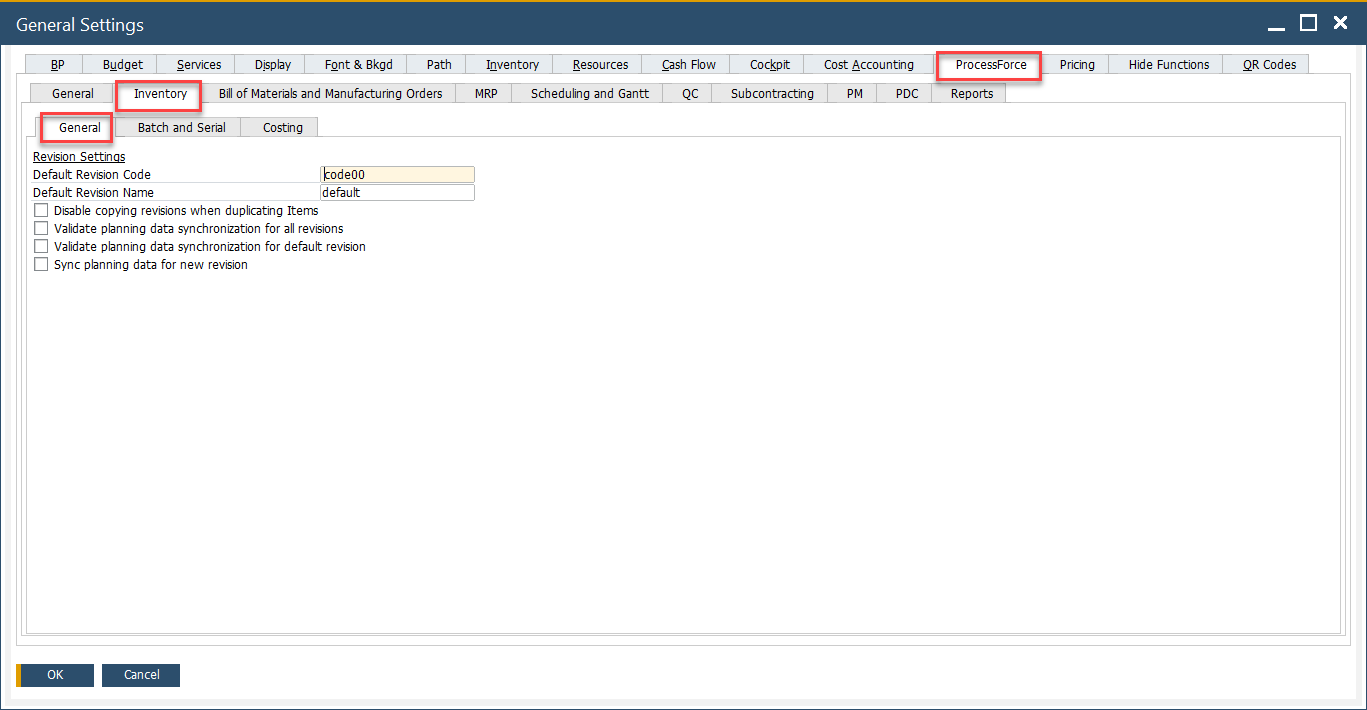 General Settings
BP Budget Services Display Font & Bkgd Path Inventory Resources Cash Flow Cockpit Cost Accounting ProcessForce Pricing Hide Functions QR Codes
General Inventory Bill of Materials and Manufacturing Orders MRP Scheduling and Gantt QC Subcontracting PM PDC Reports
General Batch and Serial Costing
Revision Settings
Default Revision Code code00
Default Revision Name default
Disable copying revisions when duplicating Items
Validate planning data synchronization for all revisions
Validate planning data synchronization for default revision
Sync planning data for new revision
OK Cancel